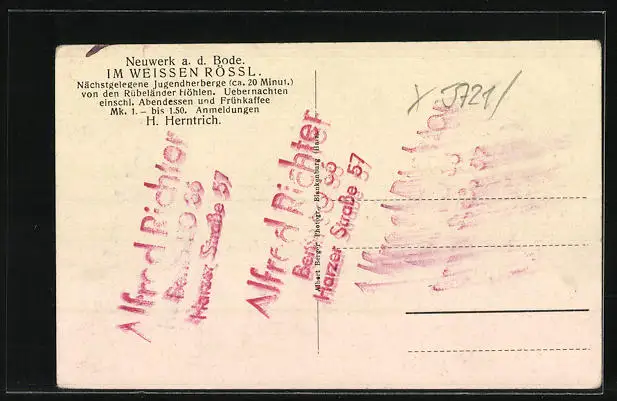 Neuwerk a. d. Bode.
IM WEISSEN RÖSSL.
Nächstgelegene Jugendherberge (ca. 20 Minut.)
von den Rübeländer Höhlen. Uebernachten
einschl. Abendessen und Frühkaffee
Mk. 1.— bis 1.50. Anmeldungen
H. Herntrich.
Alfred Richter
Harzer Straße 57
Alfred Richter
Harzer Straße 57
Albert Berger, Photogr., Blankenburg (Harz)
J721/